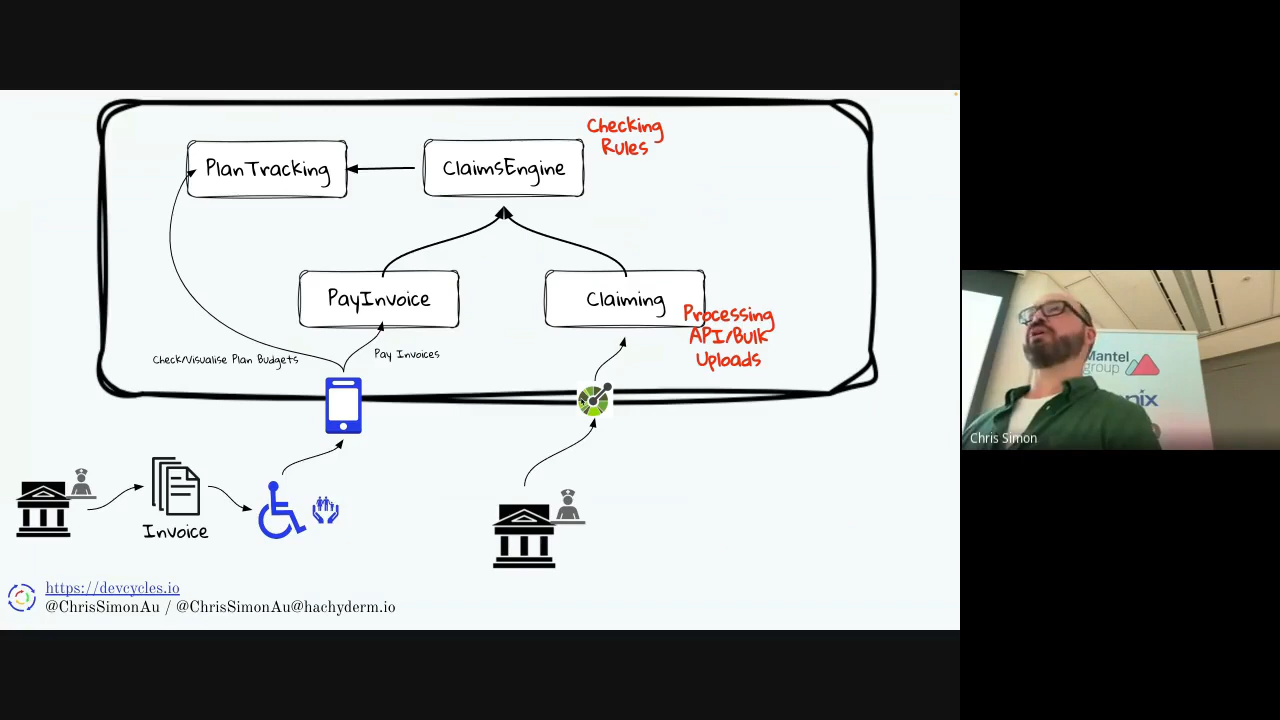 Checking
Rules
PlanTracking
ClaimsEngine
PayInvoice
Claiming
Processing
API/Bulk
Uploads
Check/Visualise Plan Budgets
Pay Invoices
Invoice
https://devcycles.io
@ChrisSimonAu / @ChrisSimonAu@hachyderm.io
Mantel
group
nix
Chris Simon